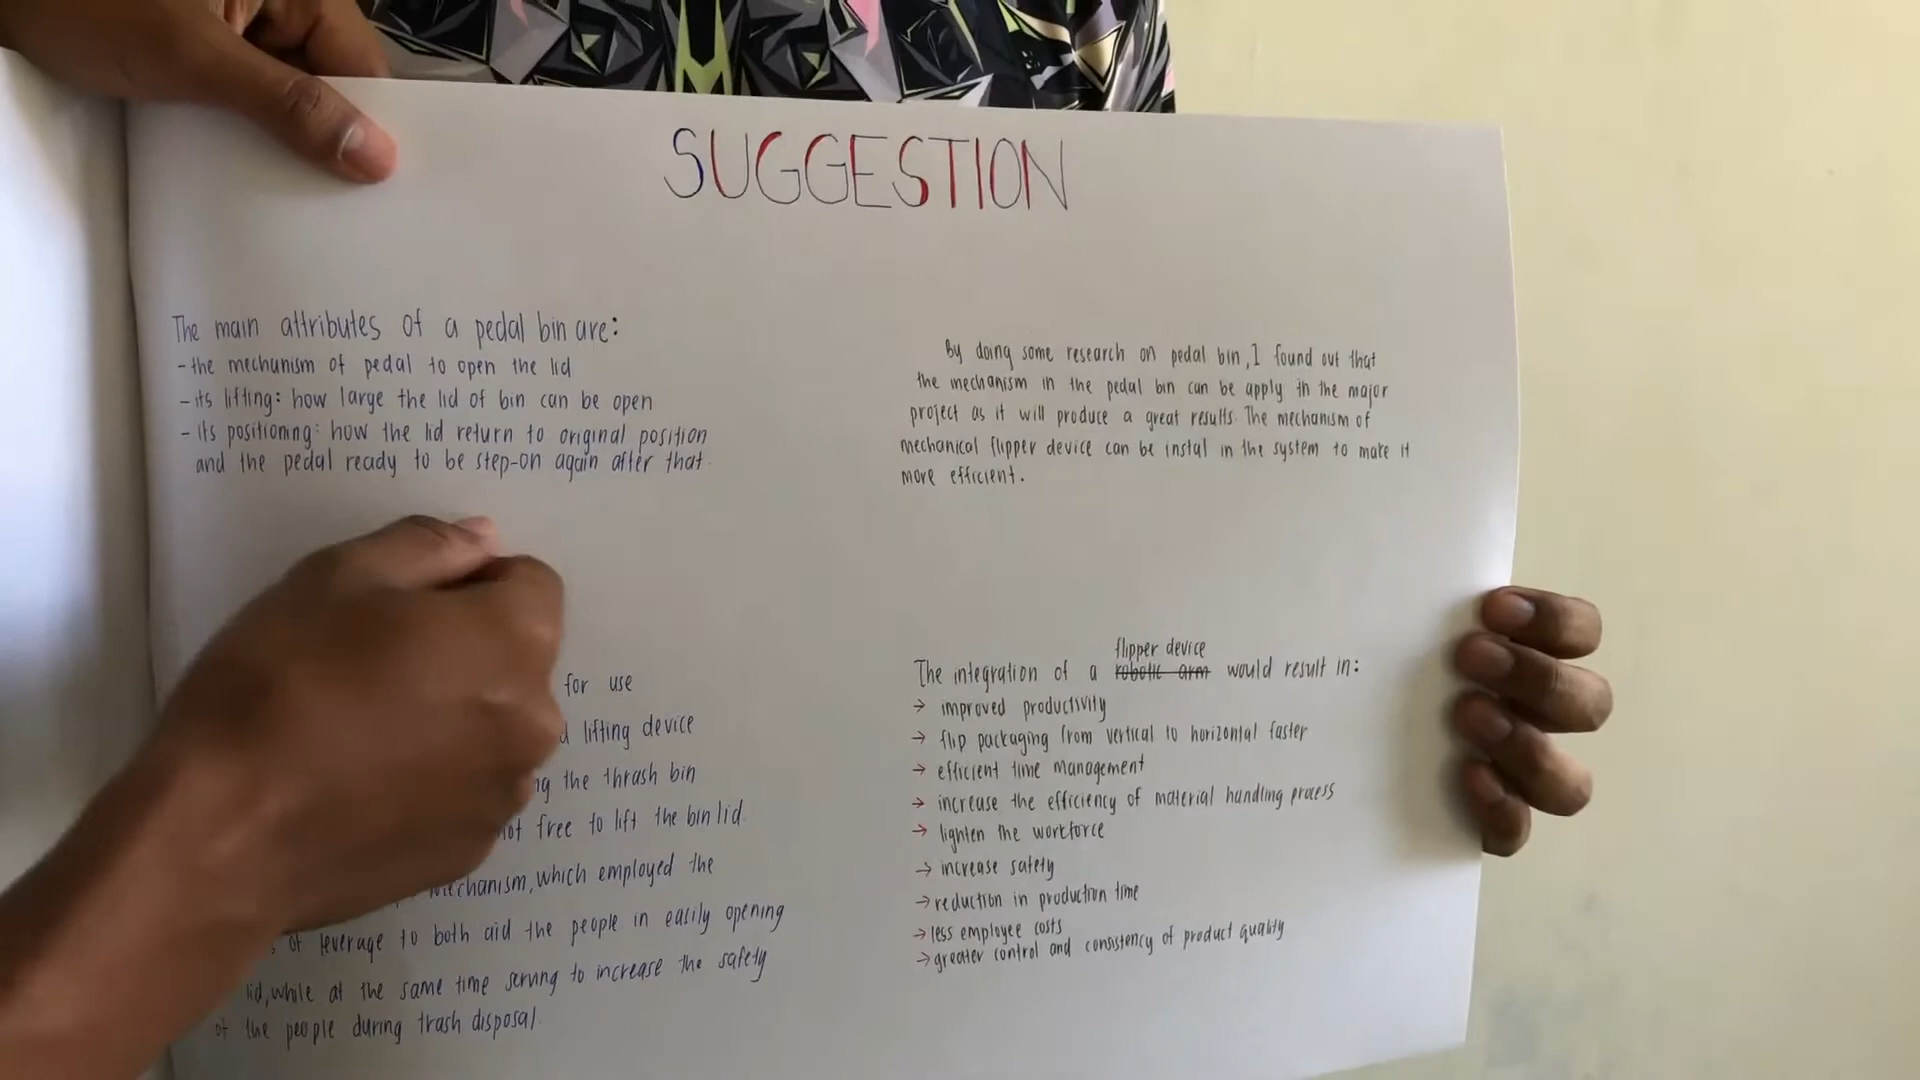 SUGGESTION
The main attributes of a pedal bin are:
- the mechanism of pedal to open the lid
- its lifting: how large the lid of bin can be open
- its positioning: how the lid return to original position
and the pedal ready to be step-on again after that.
for use
lifting device
the thrash bin
not free to lift the bin lid.
mechanism, which employed the
of leverage to both aid the people in easily opening
lid, while at the same time serving to increase the safety
of the people during trash disposal.
By doing some research on pedal bin, I found out that
the mechanism in the pedal bin can be apply in the major
project as it will produce a great results. The mechanism of
mechanical flipper device can be instal in the system to make it
more efficient.
flipper device
The integration of a robotic arm would result in:
→ improved productivity
→ flip packaging from vertical to horizontal faster
→ efficient time management
→ increase the efficiency of material handling process
→ lighten the workforce
→ increase safety
→ reduction in production time
→ less employee costs
→ greater control and consistency of product quality